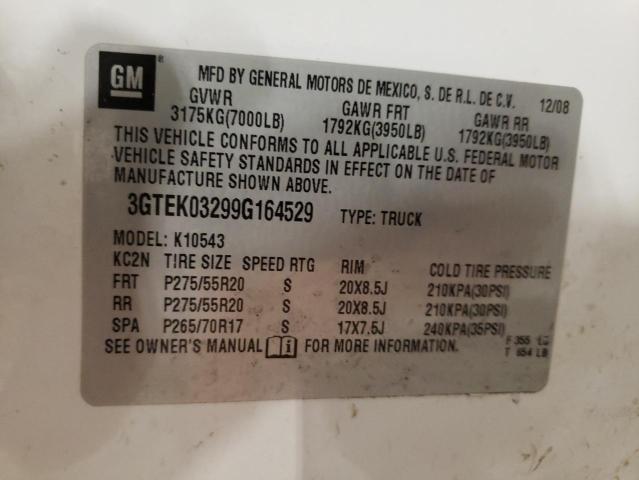 GM ®
MFD BY GENERAL MOTORS DE MEXICO, S. DE R.L. DE C.V. 12/08
GVWR GAWR FRT GAWR RR
3175KG(7000LB) 1792KG(3950LB) 1792KG(3950LB)
THIS VEHICLE CONFORMS TO ALL APPLICABLE U.S. FEDERAL MOTOR
VEHICLE SAFETY STANDARDS IN EFFECT ON THE DATE OF
MANUFACTURE SHOWN ABOVE.
3GTEK03299G164529 TYPE: TRUCK
MODEL: K10543
KC2N TIRE SIZE SPEED RTG RIM COLD TIRE PRESSURE
FRT P275/55R20 S 20X8.5J 210KPA(30PSI)
RR P275/55R20 S 20X8.5J 210KPA(30PSI)
SPA P265/70R17 S 17X7.5J 240KPA(35PSI)
SEE OWNER'S MANUAL i FOR MORE INFORMATION.
F 355
T 654 LB